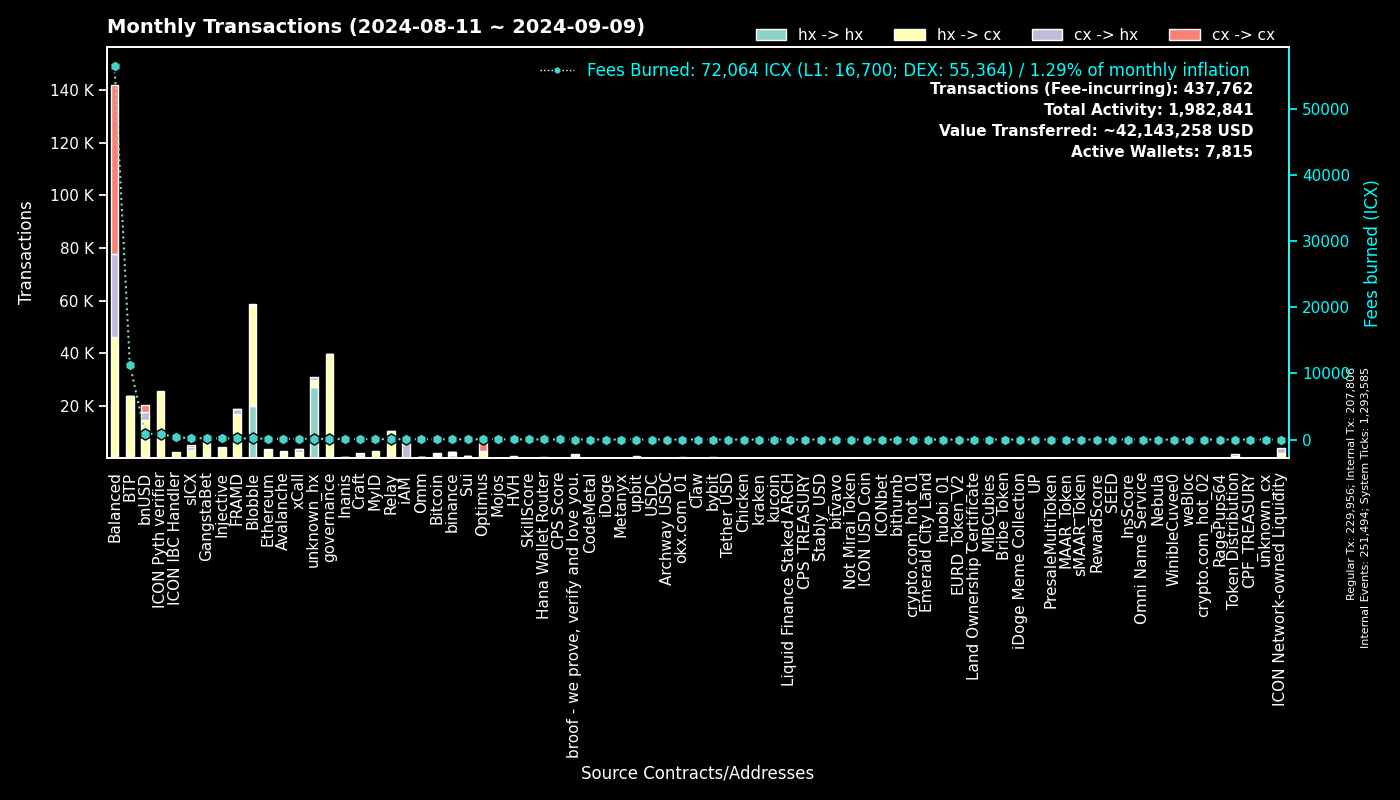 Monthly Transactions (2024-08-11 ~ 2024-09-09)
hx -> hx
hx -> cx
cx -> hx
cx -> cx
Fees Burned: 72,064 ICX (L1: 16,700; DEX: 55,364) / 1.29% of monthly inflation
Transactions (Fee-incurring): 437,762
Total Activity: 1,982,841
Value Transferred: ~42,143,258 USD
Active Wallets: 7,815
Transactions
140 K
120 K
100 K
80 K
60 K
40 K
20 K
50000
40000
30000
20000
10000
0
Fees burned (ICX)
Regular Tx: 229,956; Internal Tx: 207,806
Internal Events: 251,494; System Ticks: 1,293,585
Balanced
BTP
bnUSD
ICON Pyth verifier
ICON IBC Handler
sICX
GangstaBet
Injective
FRAMD
Blobble
Ethereum
Avalanche
xCall
unknown_hx
governance
Inanis
Craft
MyID
Relay
iAM
Omm
Bitcoin
binance
Sui
Optimus
Mojos
HVH
SkillScore
Hana Wallet Router
CPS Score
broof - we prove, verify and love you.
CodeMetal
iDoge
Metanyx
upbit
USDC
Archway USDC
okx.com_01
Claw
bybit
Tether_USD
Chicken
kraken
kucoin
Liquid Finance Staked ARCH
CPS_TREASURY
Stably_USD
bitvavo
Not Mirai Token
ICON USD Coin
ICONbet
bithumb
crypto.com_hot_01
Emerald City Land
huobi_01
EURD_Token_V2
Land Ownership Certificate
MIBCubies
Bribe Token
iDoge Meme Collection
UP
PresaleMultiToken
MAAR_Token
sMAAR_Token
RewardScore
SEED
InsScore
Omni Name Service
Nebula
WinibleCuvee0
weBloc
crypto.com_hot_02
RagePups64
Token Distribution
CPF_TREASURY
unknown_cx
ICON Network-owned Liquidity
Source Contracts/Addresses